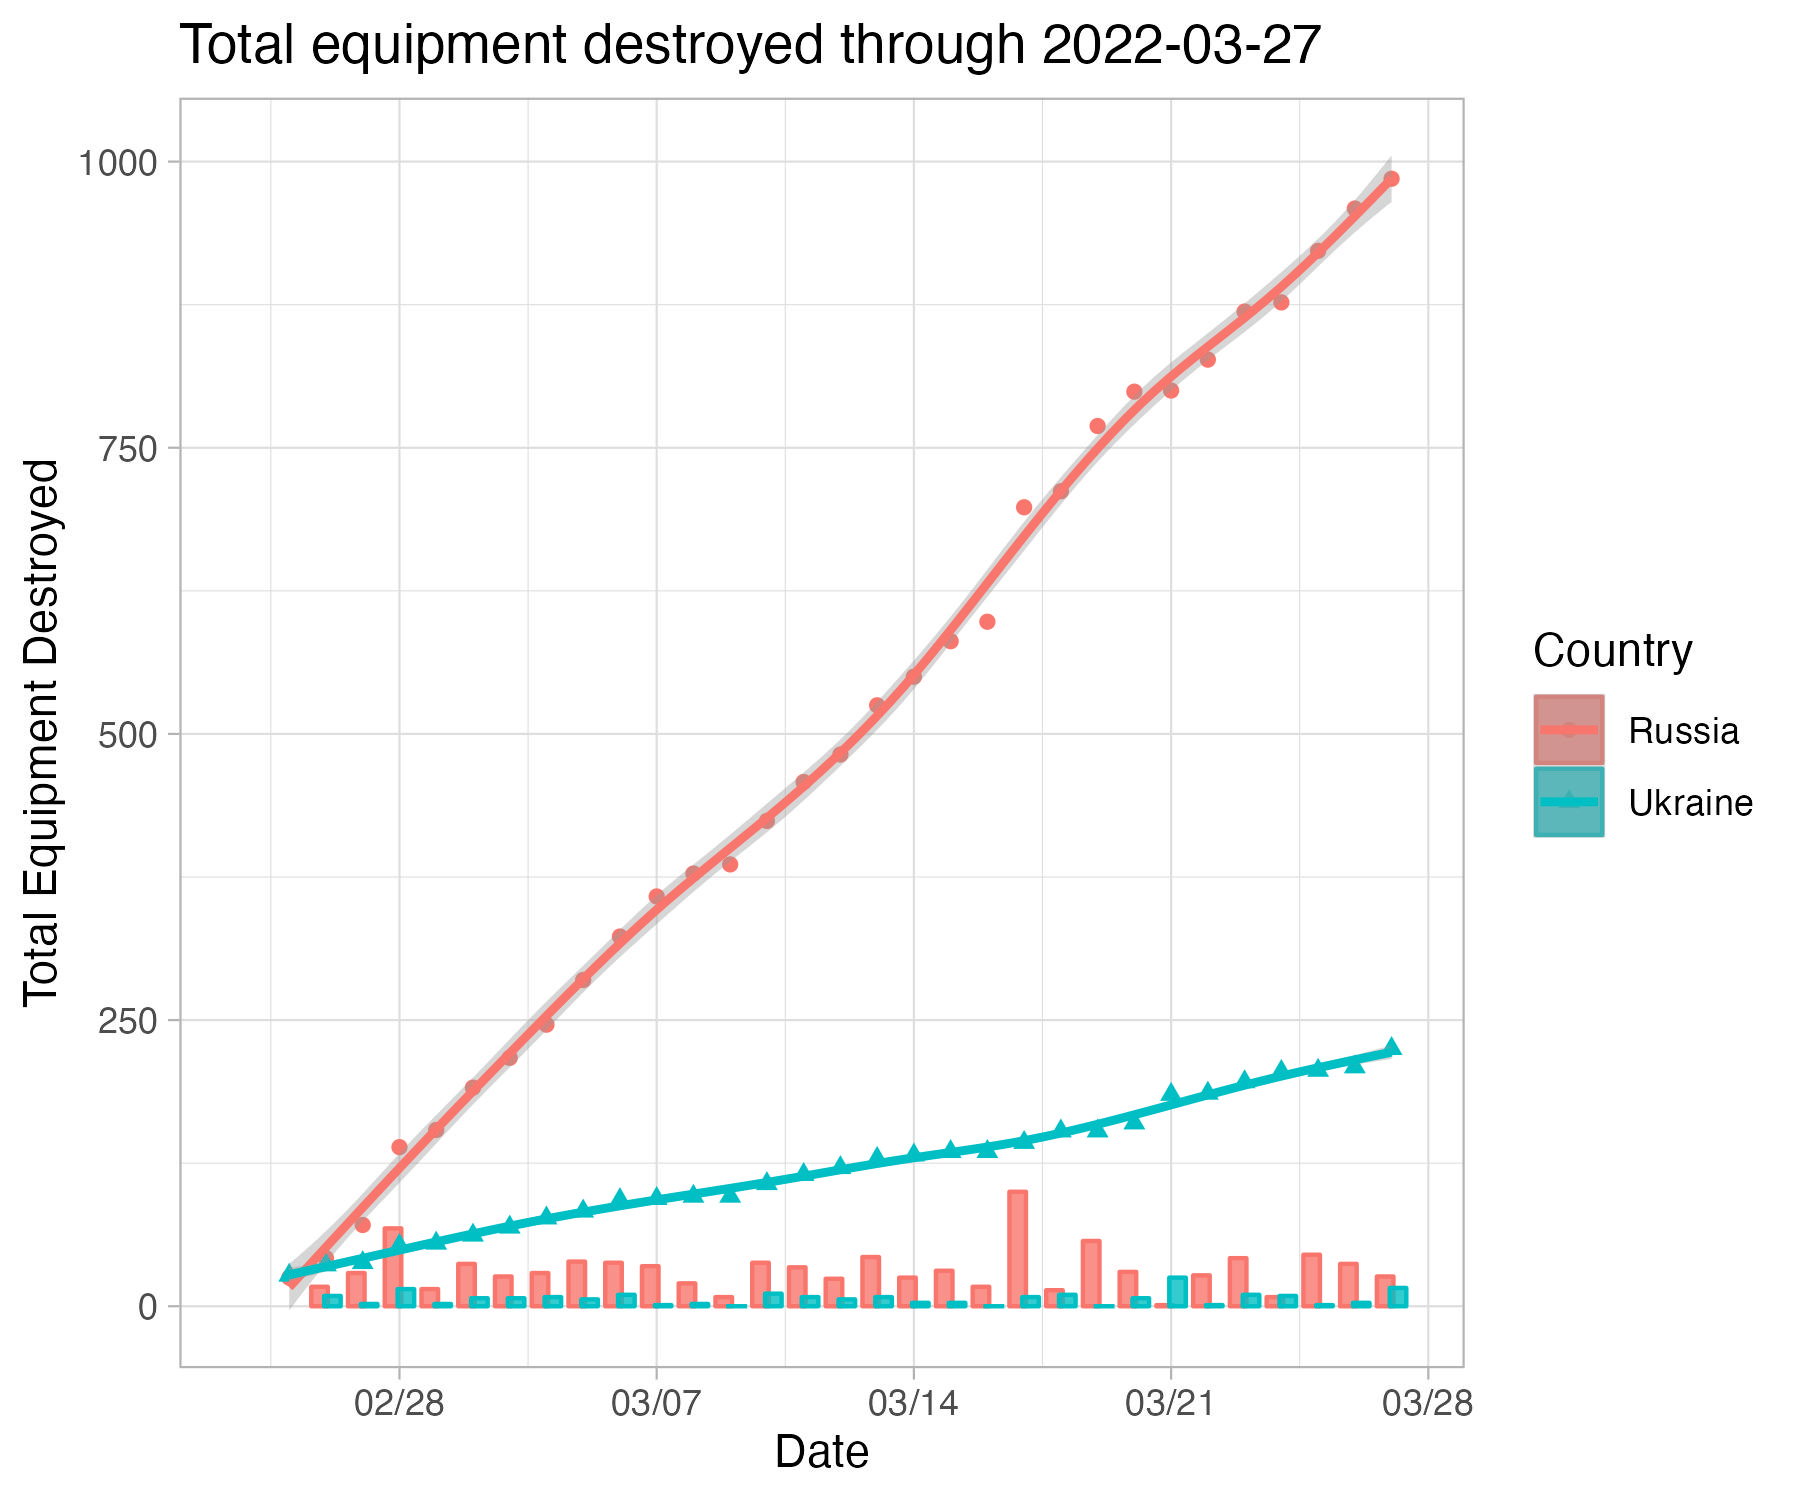 Total equipment destroyed through 2022-03-27
Total Equipment Destroyed
1000
750
500
250
0
02/28 03/07 03/14 03/21 03/28
Date
Country
Russia
Ukraine